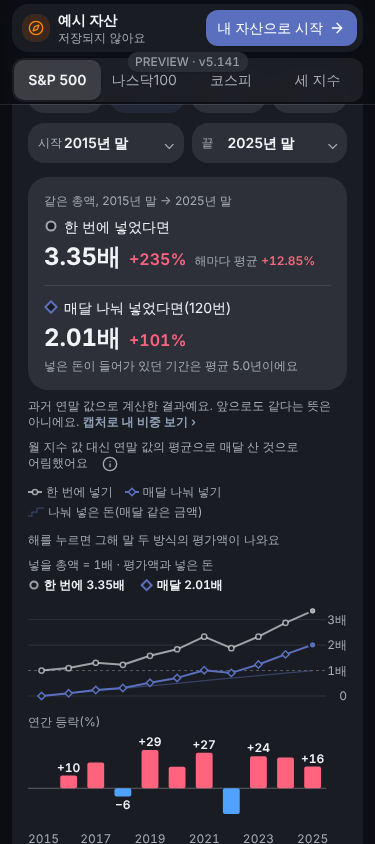 예시 자산
저장되지 않아요
내 자산으로 시작 →
PREVIEW · v5.141
S&P 500
나스닥100
코스피
세 지수
시작 2015년 말
끝 2025년 말
같은 총액, 2015년 말 → 2025년 말
한 번에 넣었다면
3.35배 +235% 해마다 평균 +12.85%
매달 나눠 넣었다면(120번)
2.01배 +101%
넣은 돈이 들어가 있던 기간은 평균 5.0년이에요
과거 연말 값으로 계산한 결과예요. 앞으로도 같다는 뜻은
아니에요. 캡처로 내 비중 보기 ›
월 지수 값 대신 연말 값의 평균으로 매달 산 것으로
어림했어요
한 번에 넣기 매달 나눠 넣기
나눠 넣은 돈(매달 같은 금액)
해를 누르면 그해 말 두 방식의 평가액이 나와요
넣을 총액 = 1배 · 평가액과 넣은 돈
한 번에 3.35배 매달 2.01배
3배
2배
1배
0
연간 등락(%)
+10
−6
+29
+27
+24
+16
2015 2017 2019 2021 2023 2025